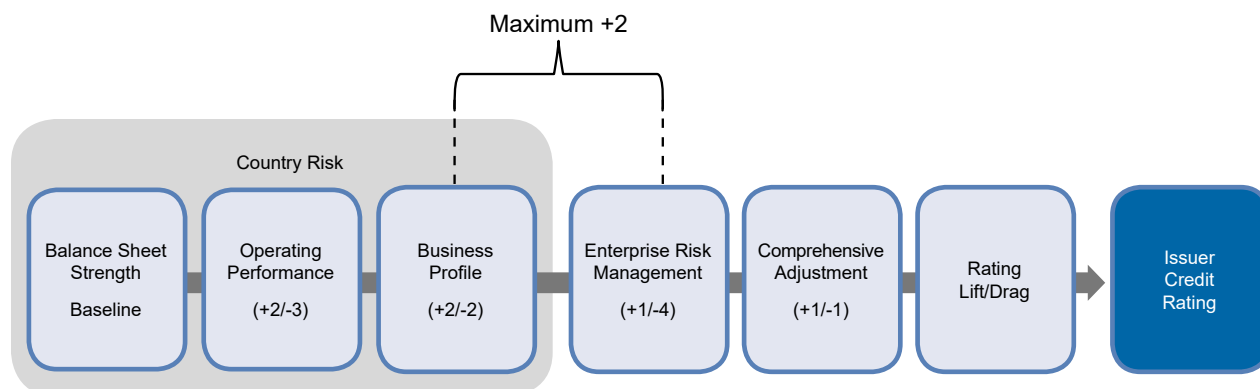 Maximum +2
Country Risk
Balance Sheet
Strength
Baseline
Operating
Performance
(+2/-3)
Business
Profile
(+2/-2)
Enterprise Risk
Management
(+1/-4)
Comprehensive
Adjustment
(+1/-1)
Rating
Lift/Drag
Issuer
Credit
Rating